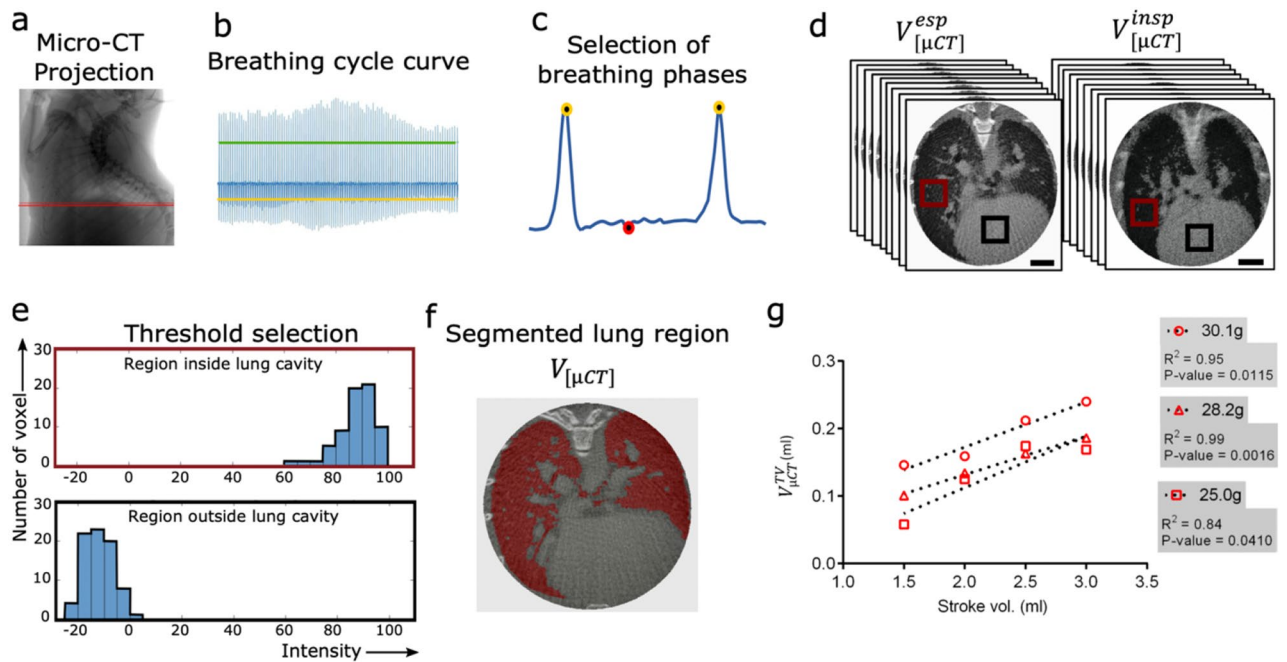 a
Micro-CT
Projection
b
Breathing cycle curve
c
Selection of
breathing phases
d
V^{esp}_{[μCT]}
V^{insp}_{[μCT]}
e
Threshold selection
Number of voxel
30
20
10
0
Region inside lung cavity
-20 0 20 40 60 80 100
30
20
10
0
Region outside lung cavity
-20 0 20 40 60 80 100
Intensity
f
Segmented lung region
V_{[μCT]}
g
V^{TV}_{μCT} (ml)
0.3
0.2
0.1
0.0
1.0 1.5 2.0 2.5 3.0 3.5
Stroke vol. (ml)
30.1g
R² = 0.95
P-value = 0.0115
28.2g
R² = 0.99
P-value = 0.0016
25.0g
R² = 0.84
P-value = 0.0410